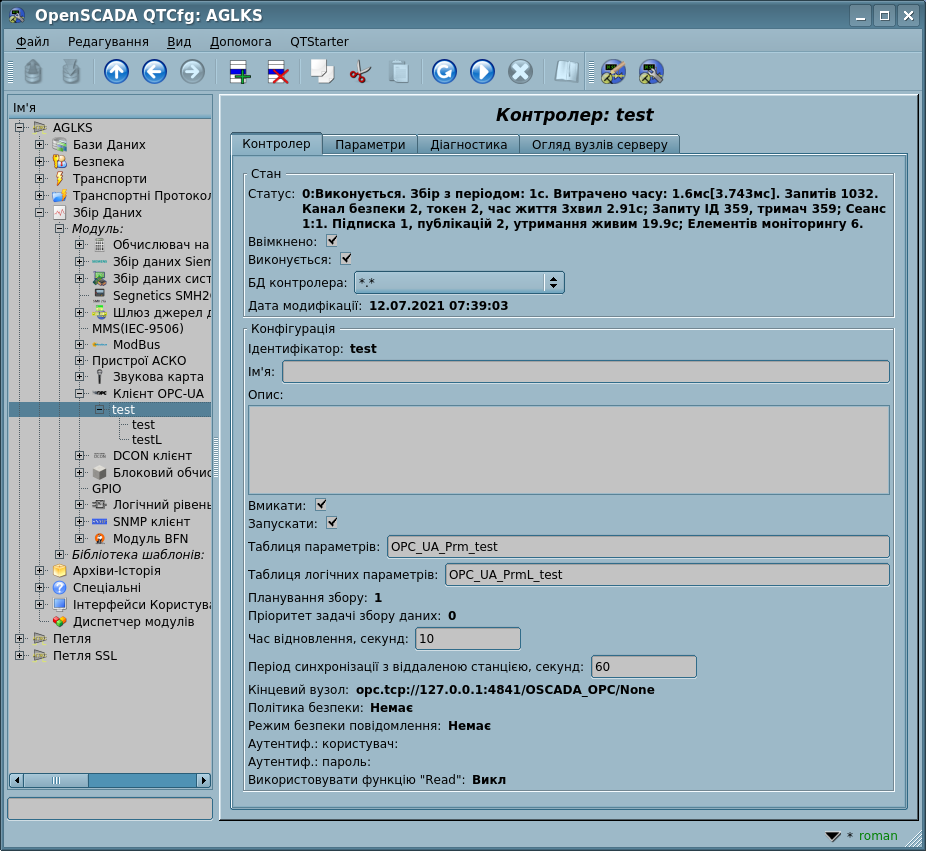 OpenSCADA QTCfg: AGLKS
Файл Редагування Вид Допомога QTStarter
Ім'я
AGLKS
Бази Даних
Безпека
Транспорти
Транспортні Протокол
Збір Даних
Модуль:
Обчислювач на
Збір даних Siem
Збір даних сист
Segnetics SMH2
Шлюз джерел д
MMS(IEC-9506)
ModBus
Пристрої АСКО
Звукова карта
Клієнт OPC-UA
test
test
testL
DCON клієнт
Блоковий обчис
GPIO
Логічний рівень
SNMP клієнт
Модуль BFN
Бібліотека шаблонів:
Архіви-Історія
Спеціальні
Інтерфейси Користува
Диспетчер модулів
Петля
Петля SSL
Контролер: test
Контролер Параметри Діагностика Огляд вузлів серверу
Стан
Статус: 0:Виконується. Збір з періодом: 1с. Витрачено часу: 1.6мс[3.743мс]. Запитів 1032.
Канал безпеки 2, токен 2, час життя 3хвил 2.91с; Запиту ІД 359, тримач 359; Сеанс
1:1. Підписка 1, публікацій 2, утримання живим 19.9с; Елементів моніторингу 6.
Ввімкнено:
Виконується:
БД контролера: *.*
Дата модифікації: 12.07.2021 07:39:03
Конфігурація
Ідентифікатор: test
Ім'я:
Опис:
Вмикати:
Запускати:
Таблиця параметрів: OPC_UA_Prm_test
Таблиця логічних параметрів: OPC_UA_PrmL_test
Планування збору: 1
Пріоритет задачі збору даних: 0
Час відновлення, секунд: 10
Період синхронізації з віддаленою станцією, секунд: 60
Кінцевий вузол: opc.tcp://127.0.0.1:4841/OSCADA_OPC/None
Політика безпеки: Немає
Режим безпеки повідомлення: Немає
Аутентиф.: користувач:
Аутентиф.: пароль:
Використовувати функцію "Read": Викл
* roman